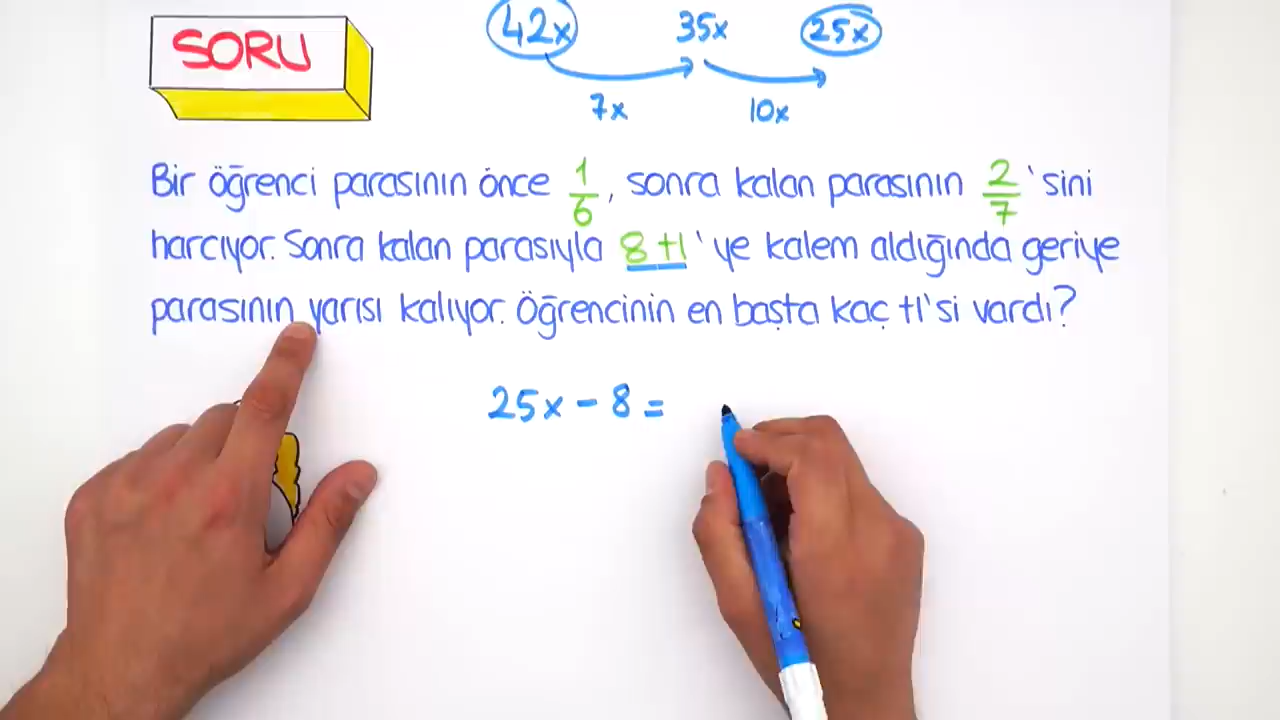 SORU
42x 35x 25x
7x 10x
Bir öğrenci parasının önce 1/6, sonra kalan parasının 2/7'sini
harcıyor. Sonra kalan parasıyla 8 tl'ye kalem aldığında geriye
parasının yarısı kalıyor. Öğrencinin en başta kaç tl'si vardı?
25x - 8 =